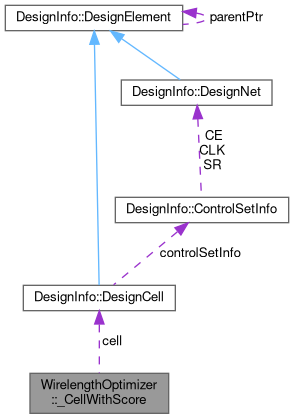 DesignInfo::DesignElement
parentPtr
DesignInfo::DesignNet
CE
CLK
SR
DesignInfo::ControlSetInfo
controlSetInfo
DesignInfo::DesignCell
cell
WirelengthOptimizer
::_CellWithScore